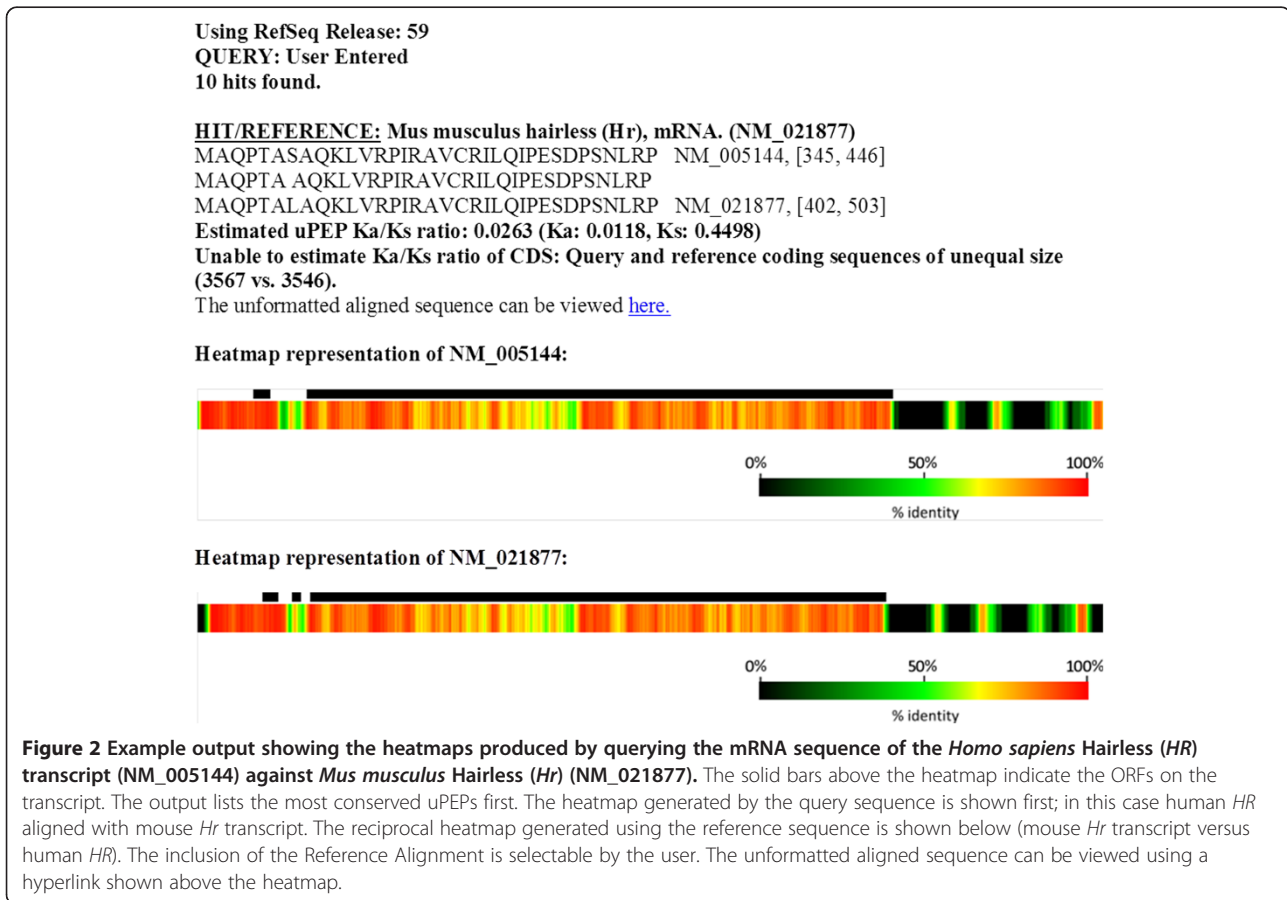 Using RefSeq Release: 59
QUERY: User Entered
10 hits found.
HIT/REFERENCE: Mus musculus hairless (Hr), mRNA. (NM_021877)
MAQPTASAQKLVRPIRAVCRILQIPESDPSNLRP NM_005144, [345, 446]
MAQPTA AQKLVRPIRAVCRILQIPESDPSNLRP
MAQPTALAQKLVRPIRAVCRILQIPESDPSNLRP NM_021877, [402, 503]
Estimated uPEP Ka/Ks ratio: 0.0263 (Ka: 0.0118, Ks: 0.4498)
Unable to estimate Ka/Ks ratio of CDS: Query and reference coding sequences of unequal size
(3567 vs. 3546).
The unformatted aligned sequence can be viewed here.
Heatmap representation of NM_005144:
0% 50% 100%
% identity
Heatmap representation of NM_021877:
0% 50% 100%
% identity
Figure 2 Example output showing the heatmaps produced by querying the mRNA sequence of the Homo sapiens Hairless (HR)
transcript (NM_005144) against Mus musculus Hairless (Hr) (NM_021877). The solid bars above the heatmap indicate the ORFs on the
transcript. The output lists the most conserved uPEPs first. The heatmap generated by the query sequence is shown first; in this case human HR
aligned with mouse Hr transcript. The reciprocal heatmap generated using the reference sequence is shown below (mouse Hr transcript versus
human HR). The inclusion of the Reference Alignment is selectable by the user. The unformatted aligned sequence can be viewed using a
hyperlink shown above the heatmap.